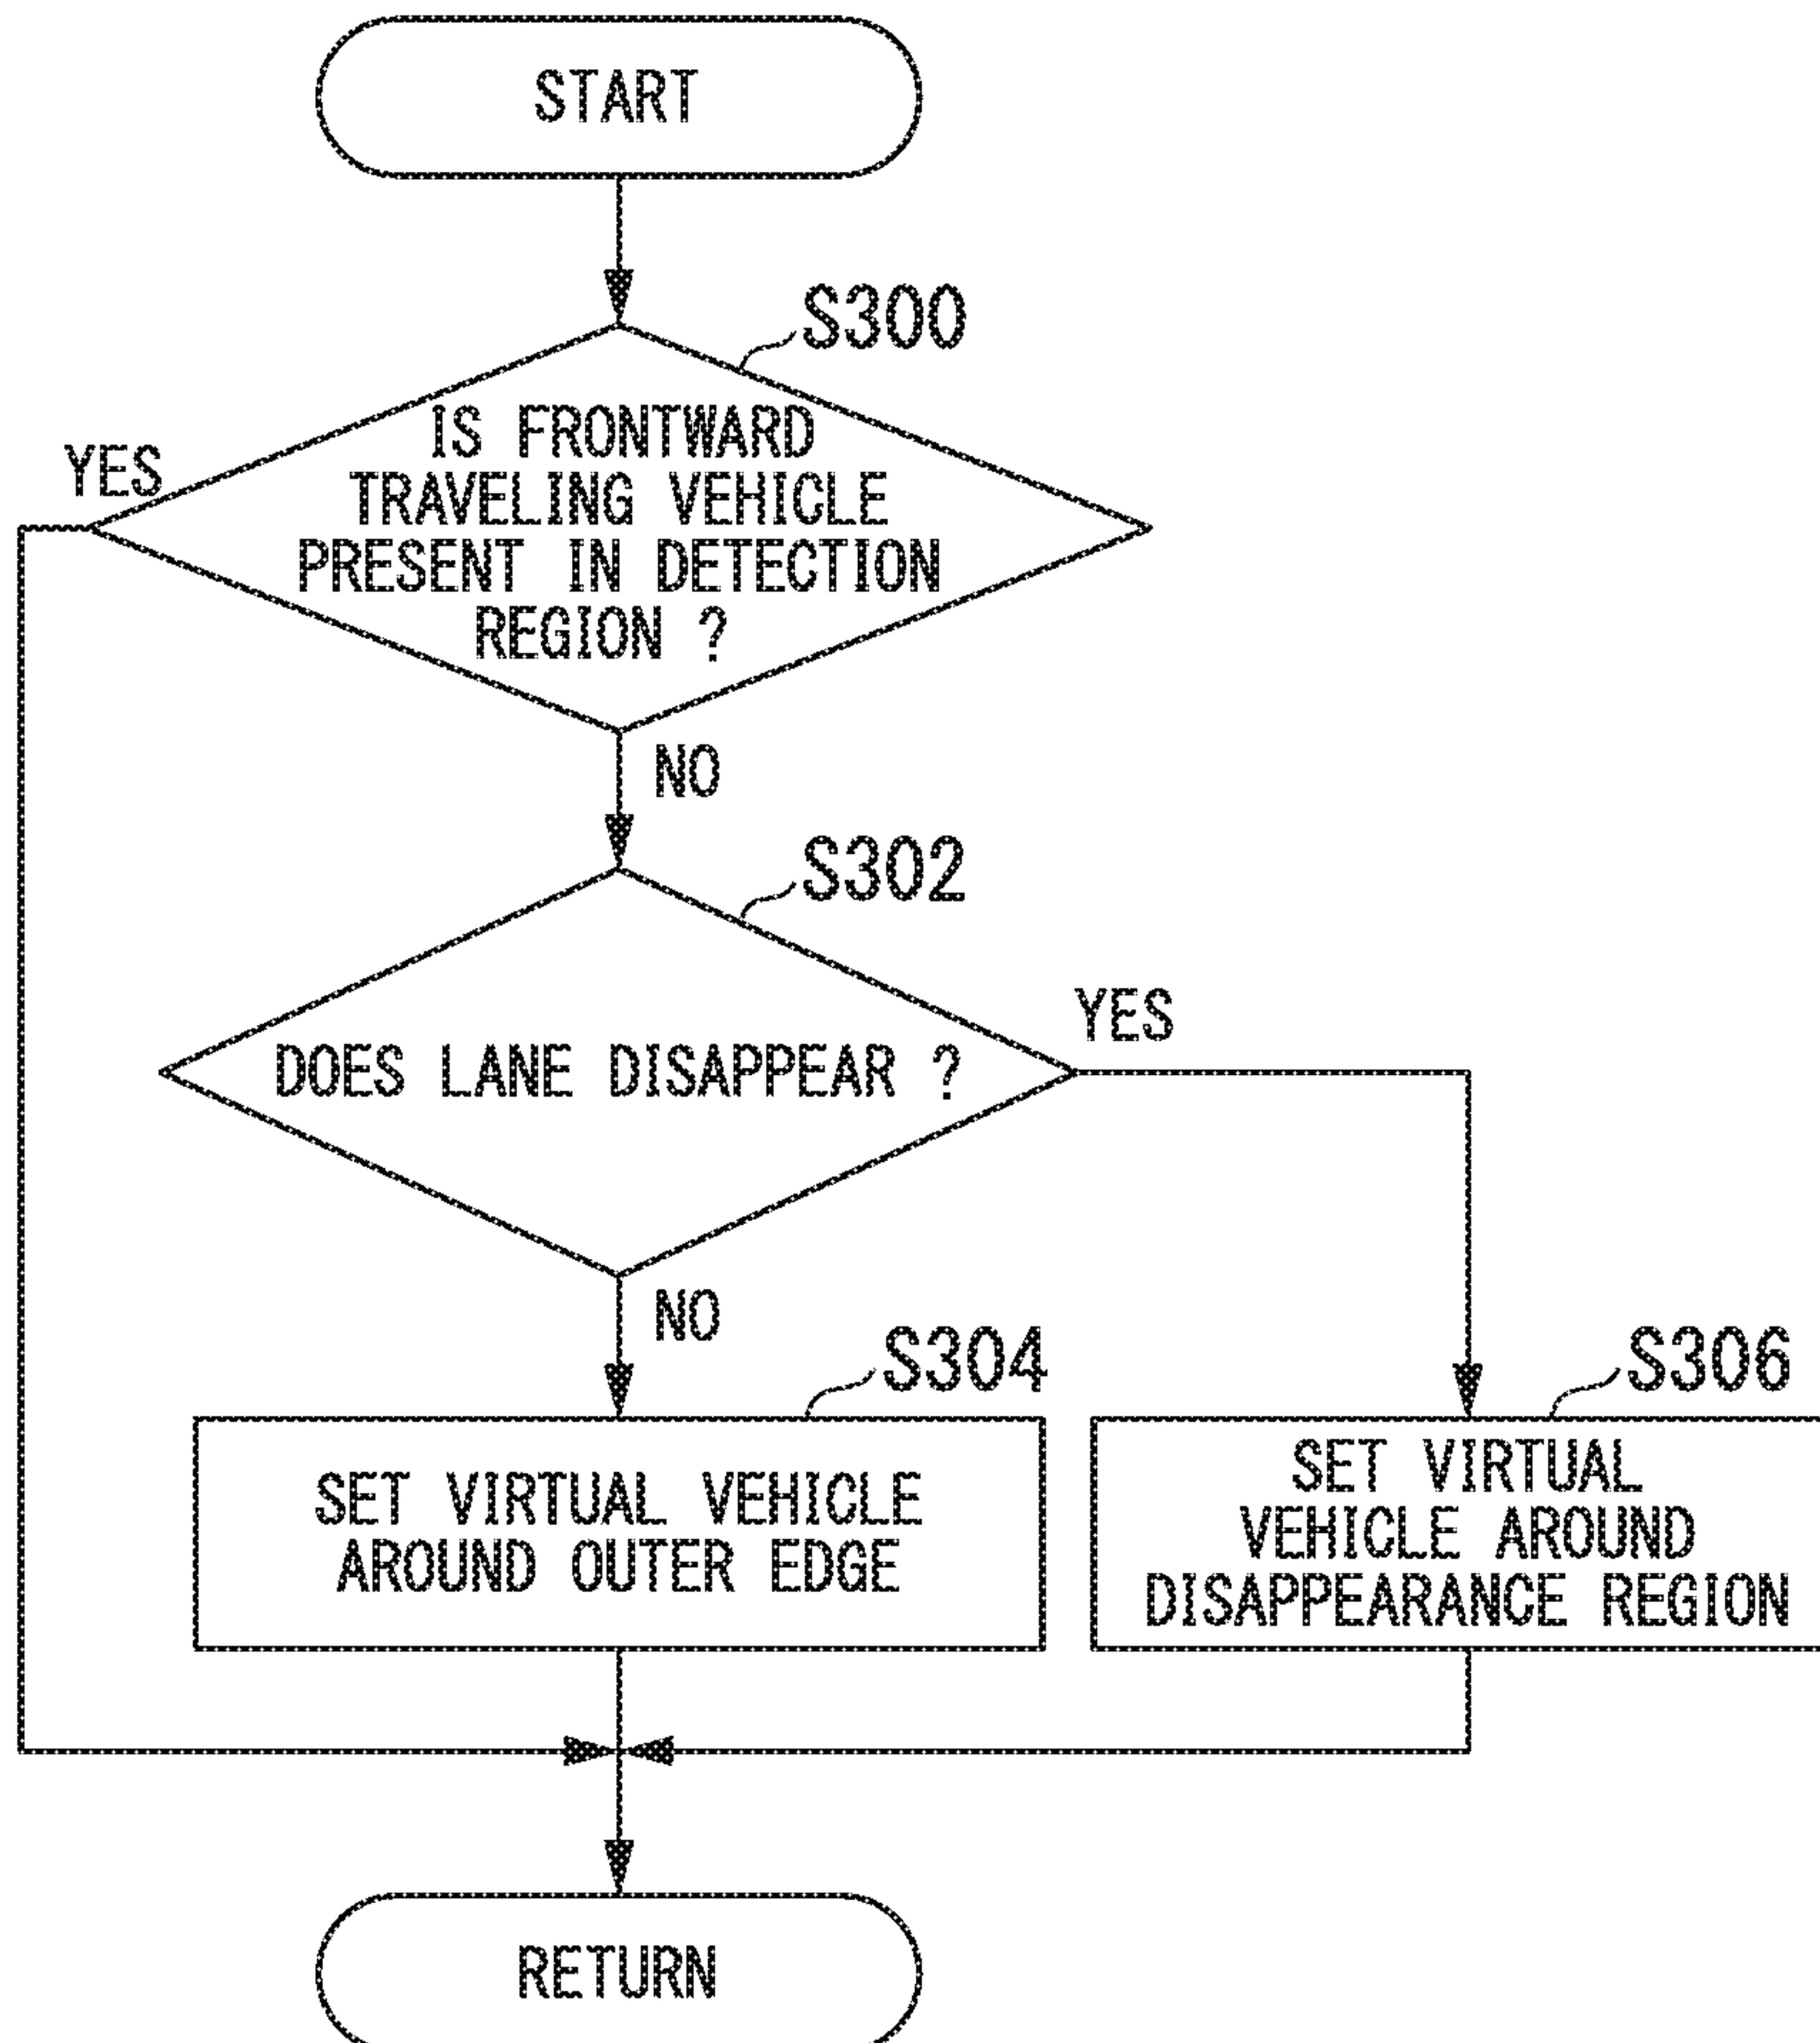 START
S300
IS FRONTWARD
TRAVELING VEHICLE
PRESENT IN DETECTION
REGION ?
YES
NO
S302
DOES LANE DISAPPEAR ?
YES
NO
S304
SET VIRTUAL VEHICLE
AROUND OUTER EDGE
S306
SET VIRTUAL
VEHICLE AROUND
DISAPPEARANCE REGION
RETURN